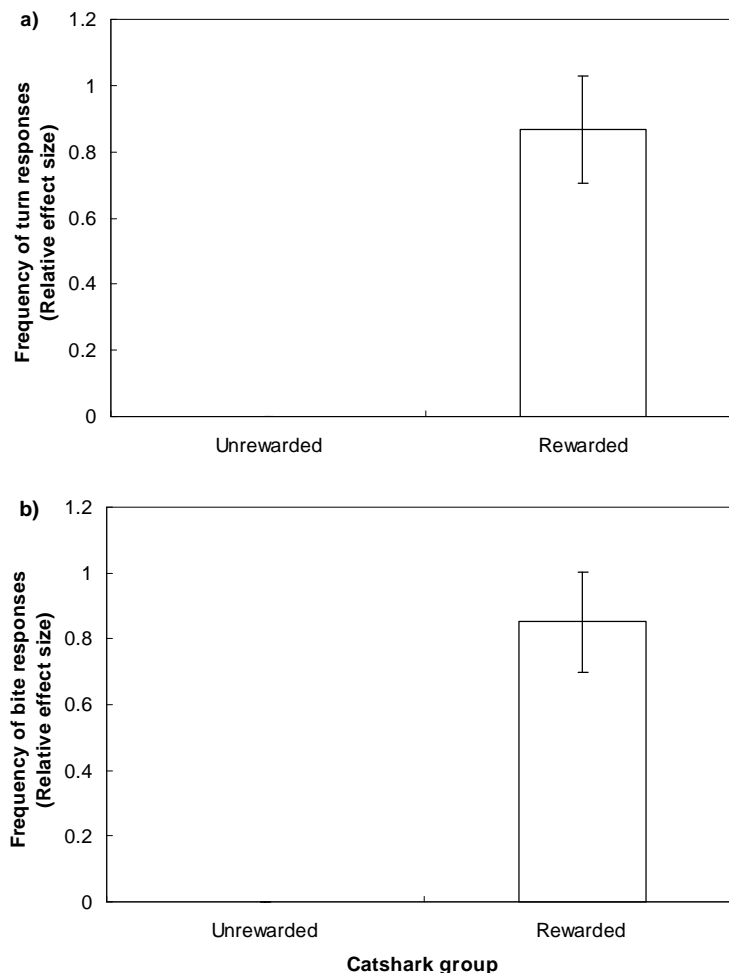 a)
Frequency of turn responses
(Relative effect size)
1.2
1
0.8
0.6
0.4
0.2
0
Unrewarded Rewarded
b)
Frequency of bite responses
(Relative effect size)
1.2
1
0.8
0.6
0.4
0.2
0
Unrewarded Rewarded
Catshark group